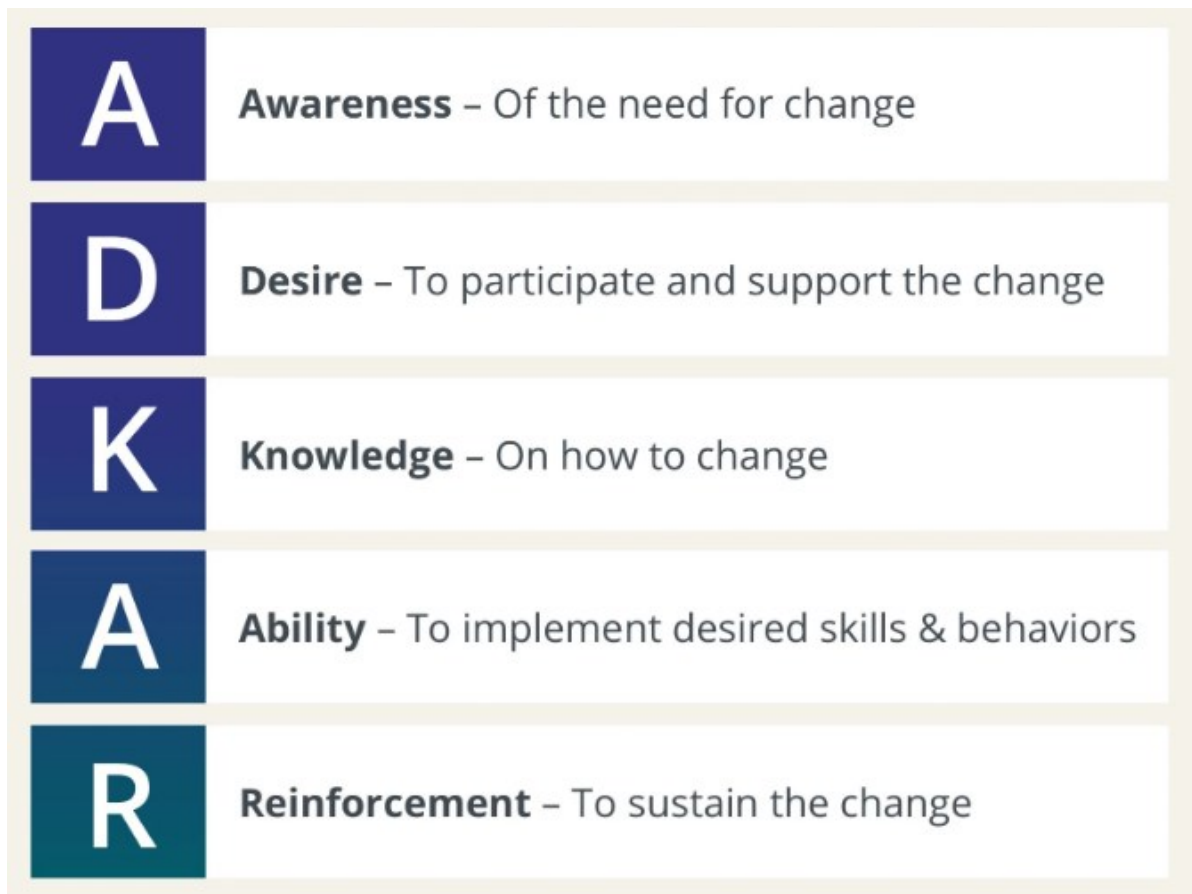 A
Awareness – Of the need for change
D
Desire – To participate and support the change
K
Knowledge – On how to change
A
Ability – To implement desired skills & behaviors
R
Reinforcement – To sustain the change